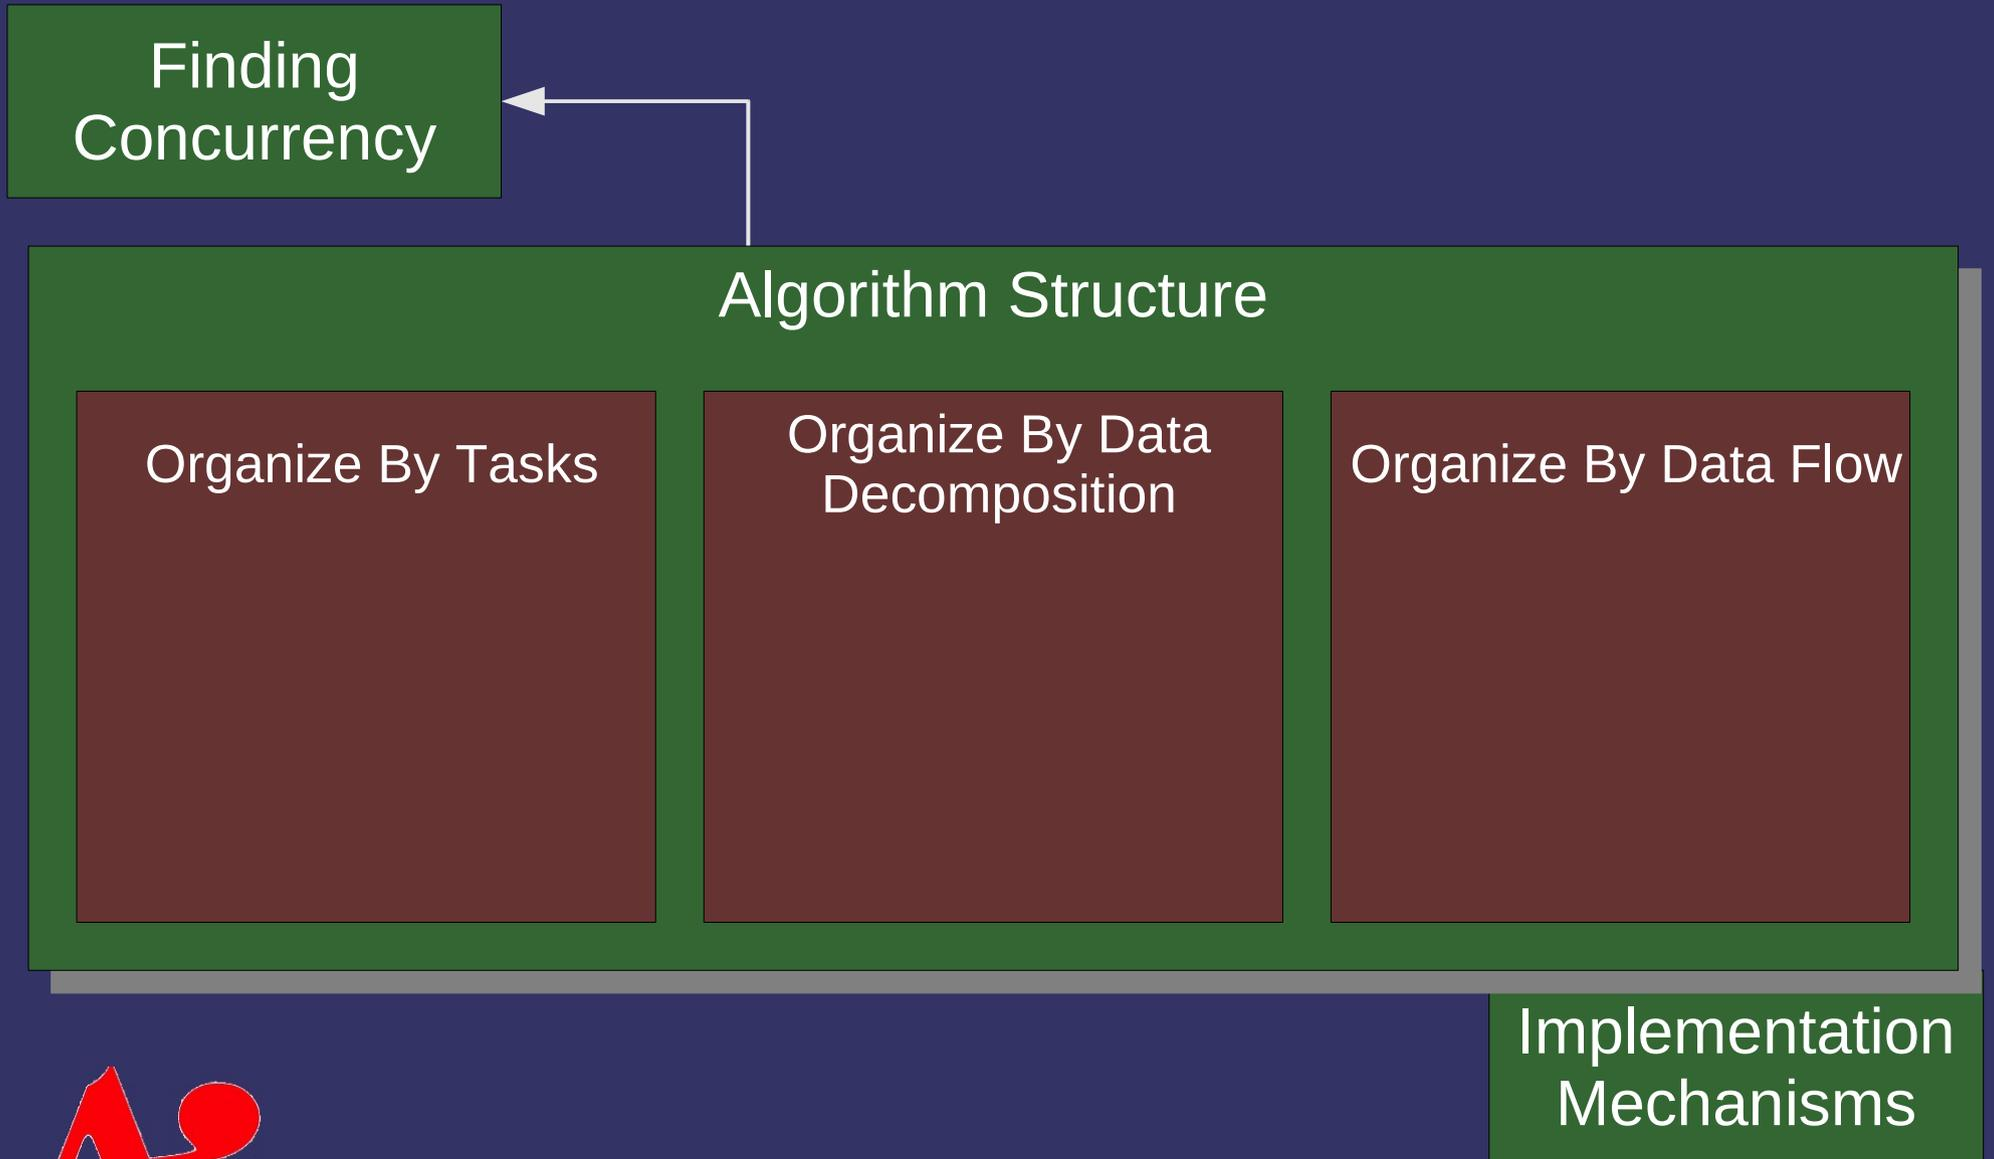 Finding
Concurrency
Algorithm Structure
Organize By Tasks
Organize By Data
Decomposition
Organize By Data Flow
Implementation
Mechanisms